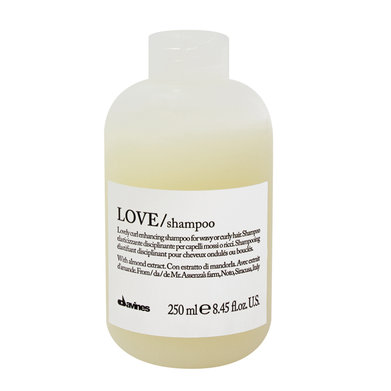 LOVE/shampoo
Lovely curl enhancing shampoo for wavy or curly hair. Shampoo
elasticizzante disciplinante per capelli mossi o ricci. Shampooing
élastifiant disciplinant pour cheveux ondulés ou bouclés.
With almond extract. Con estratto di mandorla. Avec extrait
d'amande. From/ da/ de Mr. Assenza's farm, Noto, Siracusa, Italy
davines 250 ml ℮ 8.45 fl. oz. U.S.